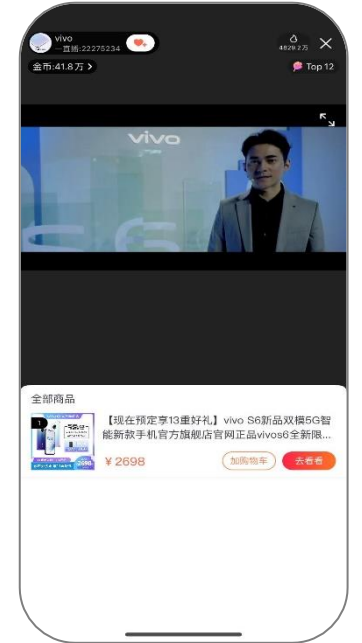 vivo
一直播:22275234
4829.2万
金币:41.8万 >
Top 12
vivo
S6
全部商品
1
【现在预定享13重好礼】vivo S6新品双模5G智
能新款手机官方旗舰店官网正品vivos6全新限...
¥ 2698
加购物车
去看看
2698